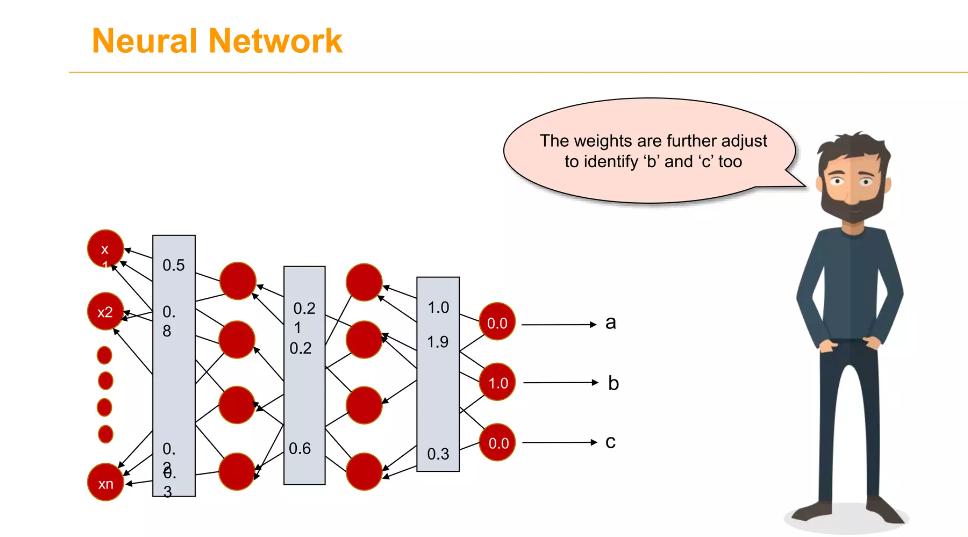 Neural Network
The weights are further adjust
to identify ‘b’ and ‘c’ too
x
1
x2
xn
0.5
0.
8
0.
2
0.
3
0.2
1
0.2
0.6
1.0
1.9
0.3
0.0
1.0
0.0
a
b
c